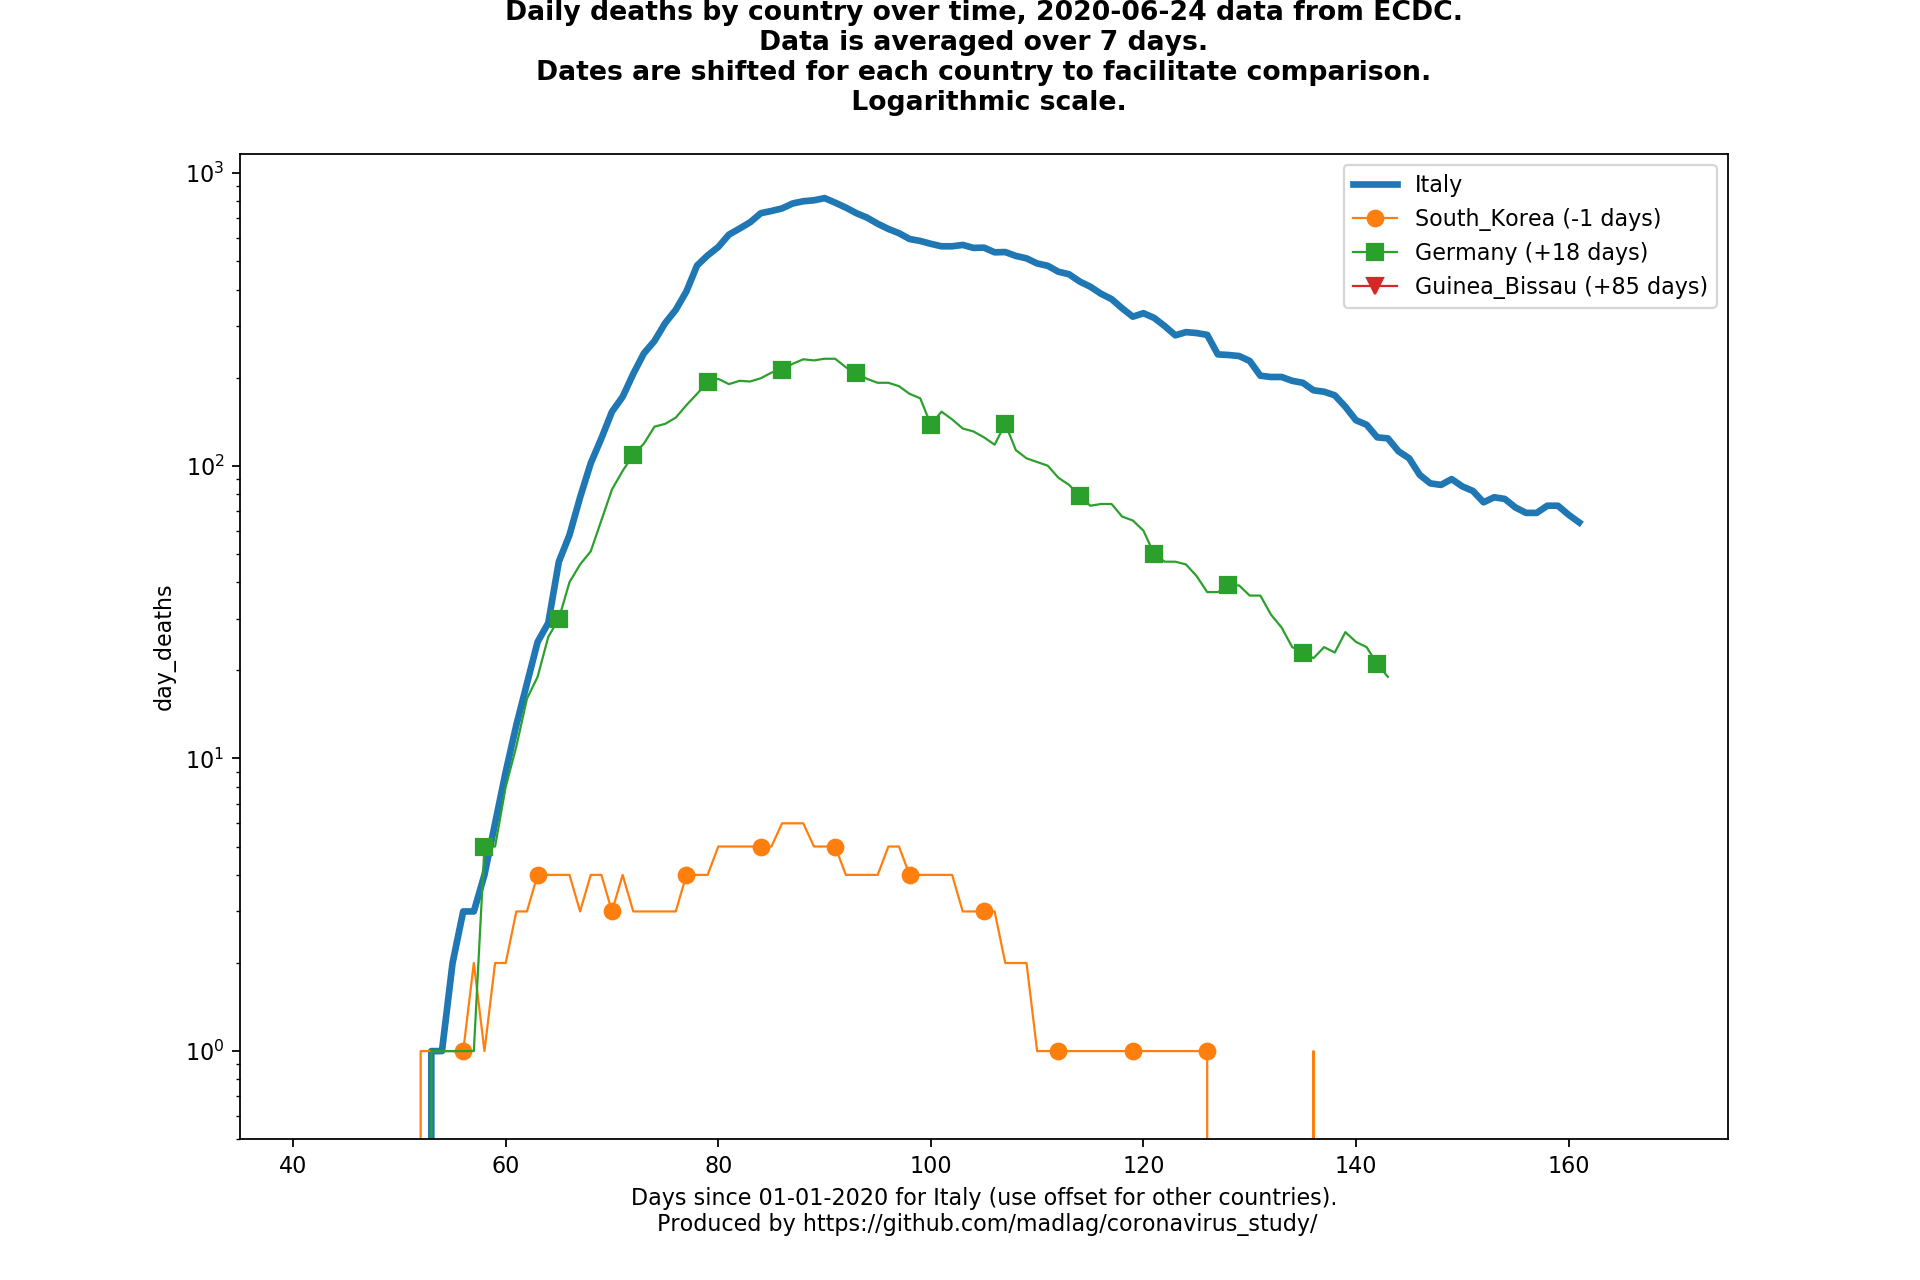 Daily deaths by country over time, 2020-06-24 data from ECDC.
Data is averaged over 7 days.
Dates are shifted for each country to facilitate comparison.
Logarithmic scale.
10³
10²
10¹
10⁰
day_deaths
Italy
South_Korea (-1 days)
Germany (+18 days)
Guinea_Bissau (+85 days)
40 60 80 100 120 140 160
Days since 01-01-2020 for Italy (use offset for other countries).
Produced by https://github.com/madlag/coronavirus_study/